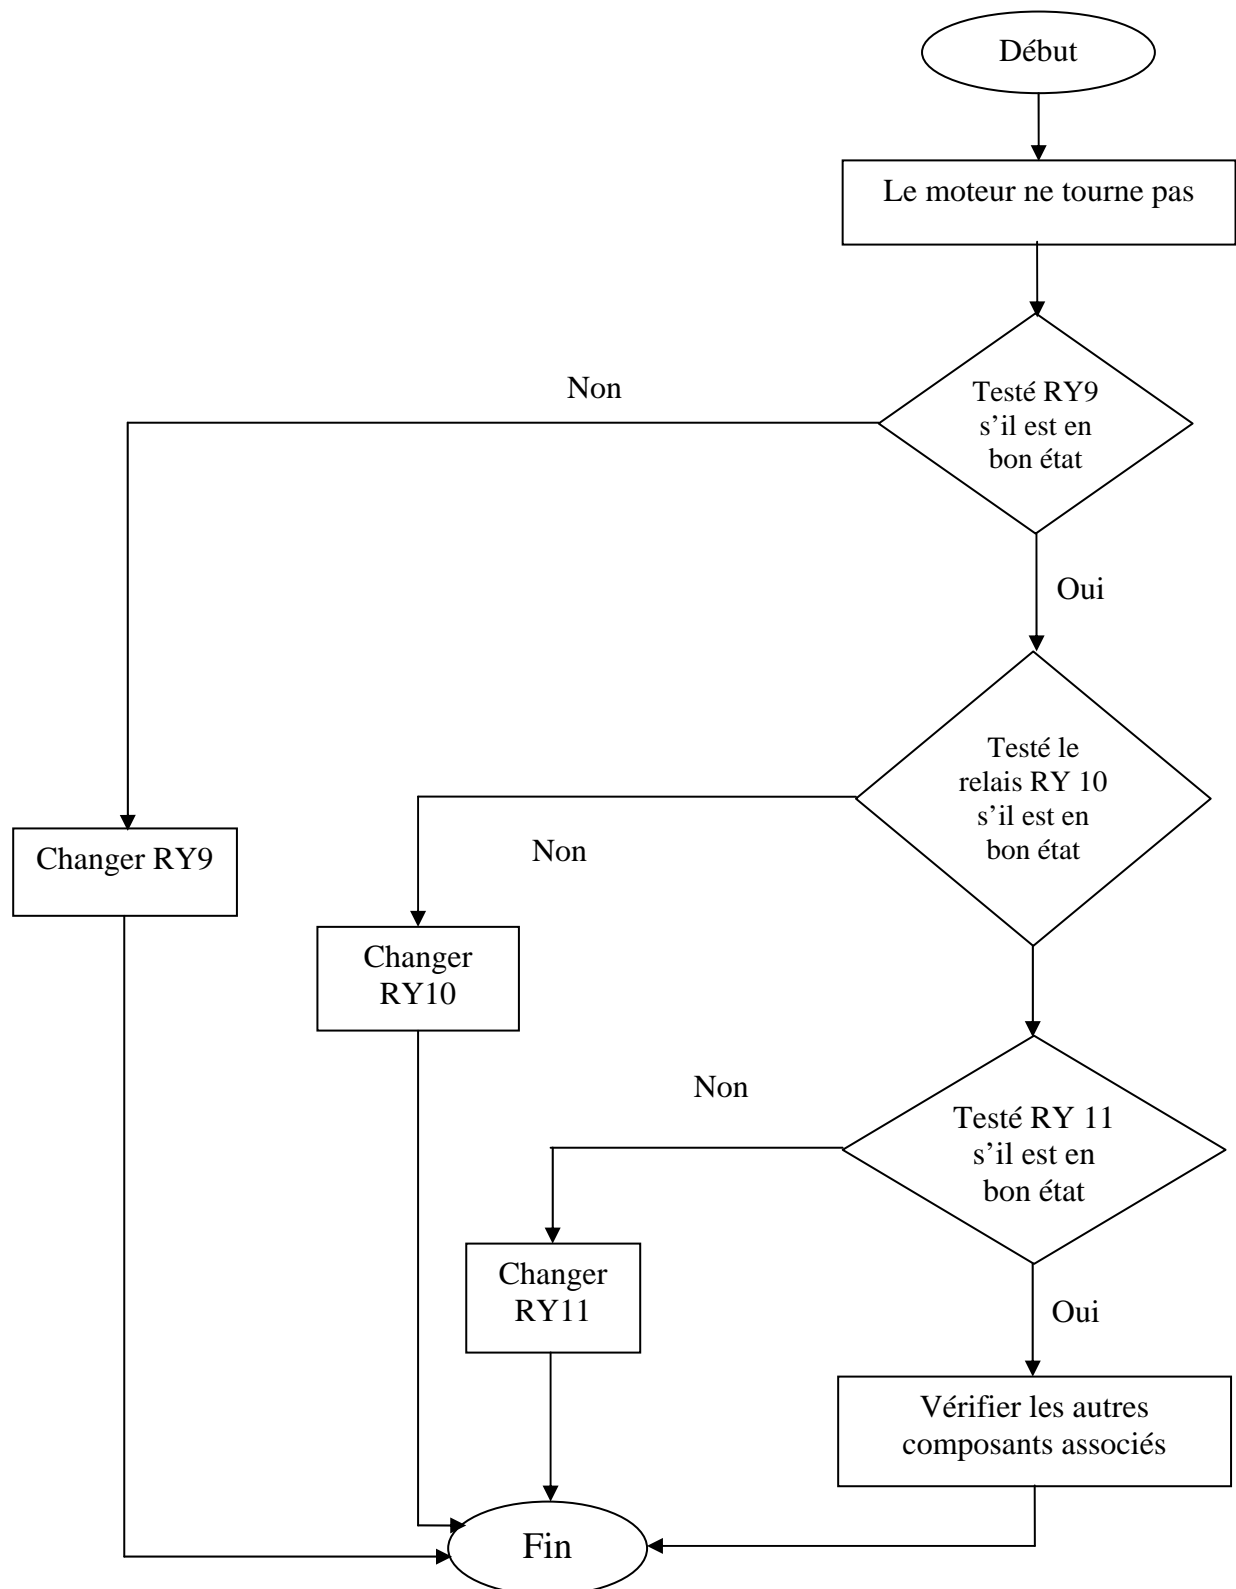 Début
Le moteur ne tourne pas
Non
Testé RY9
s’il est en
bon état
Oui
Testé le
relais RY 10
s’il est en
bon état
Non
Changer RY9
Changer
RY10
Non
Testé RY 11
s’il est en
bon état
Changer
RY11
Oui
Vérifier les autres
composants associés
Fin